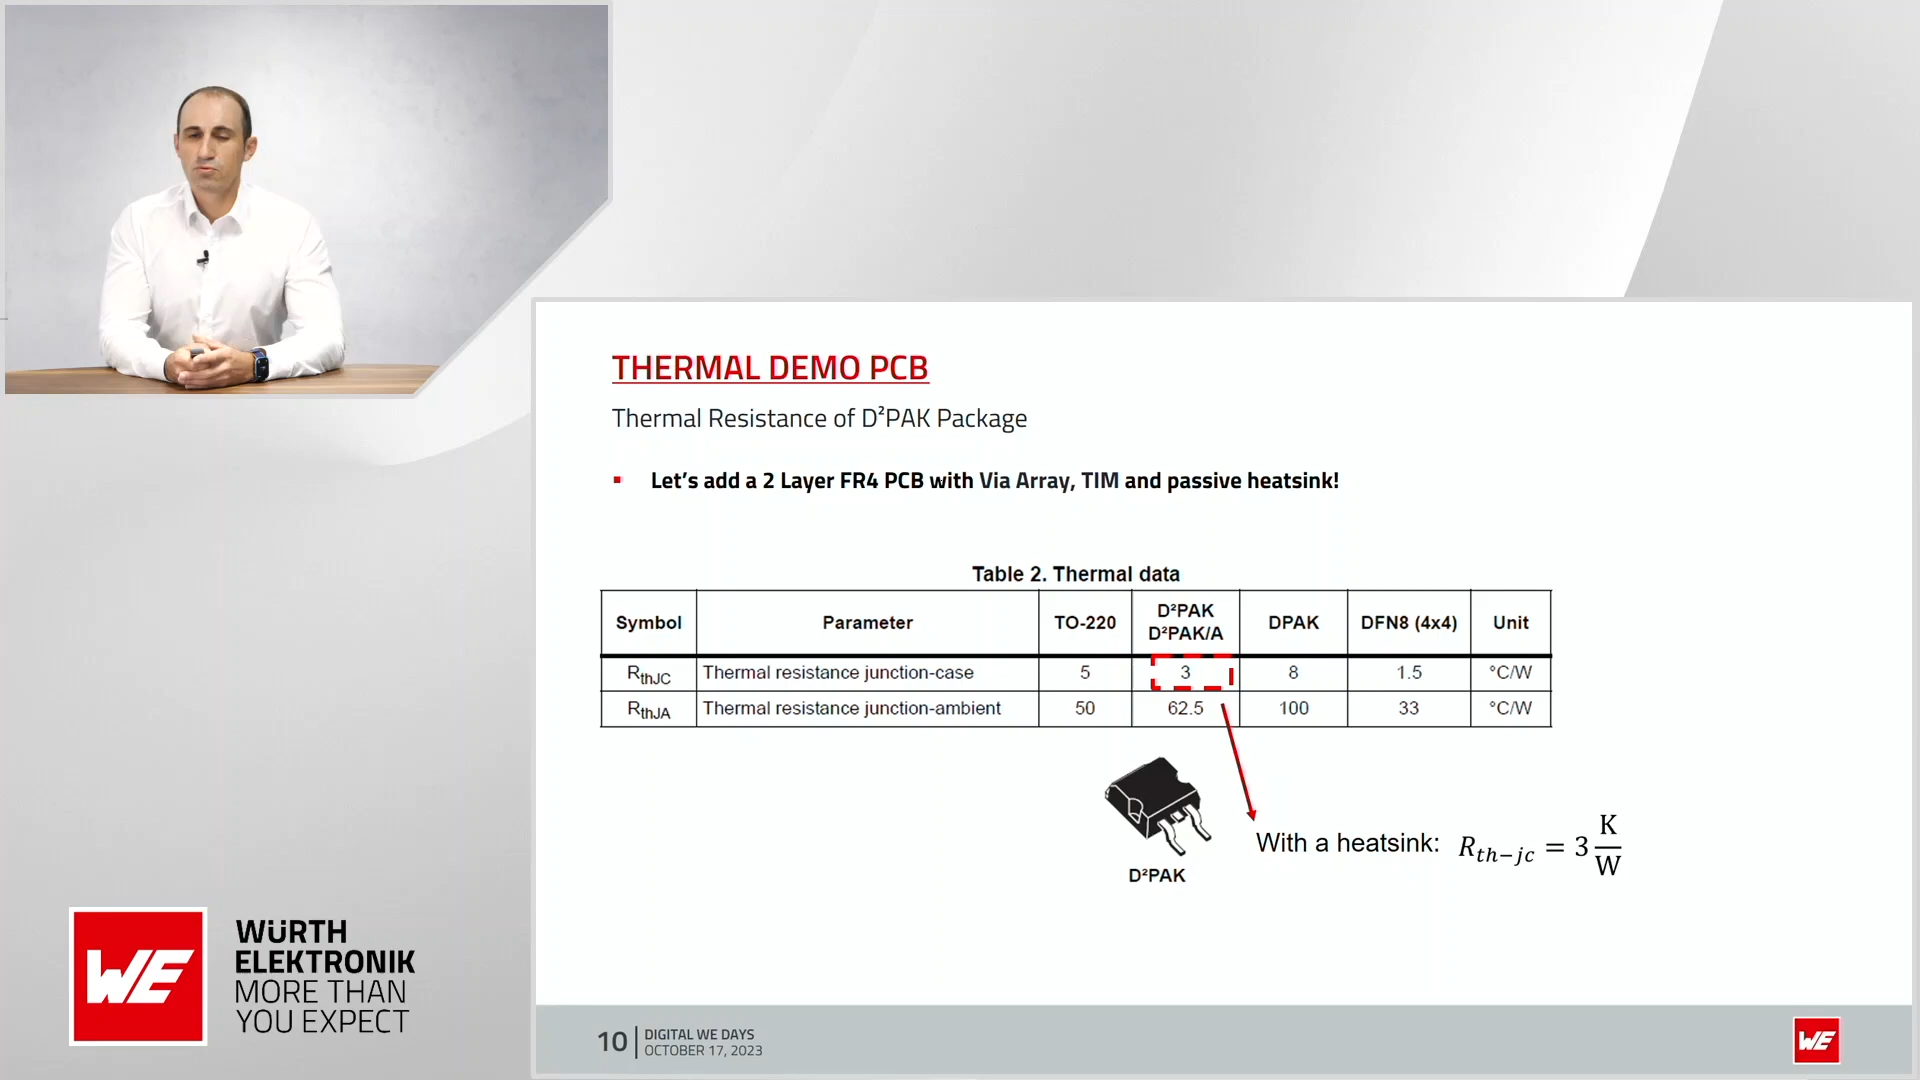 THERMAL DEMO PCB
Thermal Resistance of D²PAK Package
▪ Let's add a 2 Layer FR4 PCB with Via Array, TIM and passive heatsink!
Table 2. Thermal data
Symbol Parameter TO-220 D²PAK D²PAK/A DPAK DFN8 (4x4) Unit
RthJC Thermal resistance junction-case 5 3 8 1.5 °C/W
RthJA Thermal resistance junction-ambient 50 62.5 100 33 °C/W
With a heatsink: R_{th−jc} = 3 K/W
D²PAK
WE
WÜRTH
ELEKTRONIK
MORE THAN
YOU EXPECT
10 DIGITAL WE DAYS
OCTOBER 17, 2023
WE